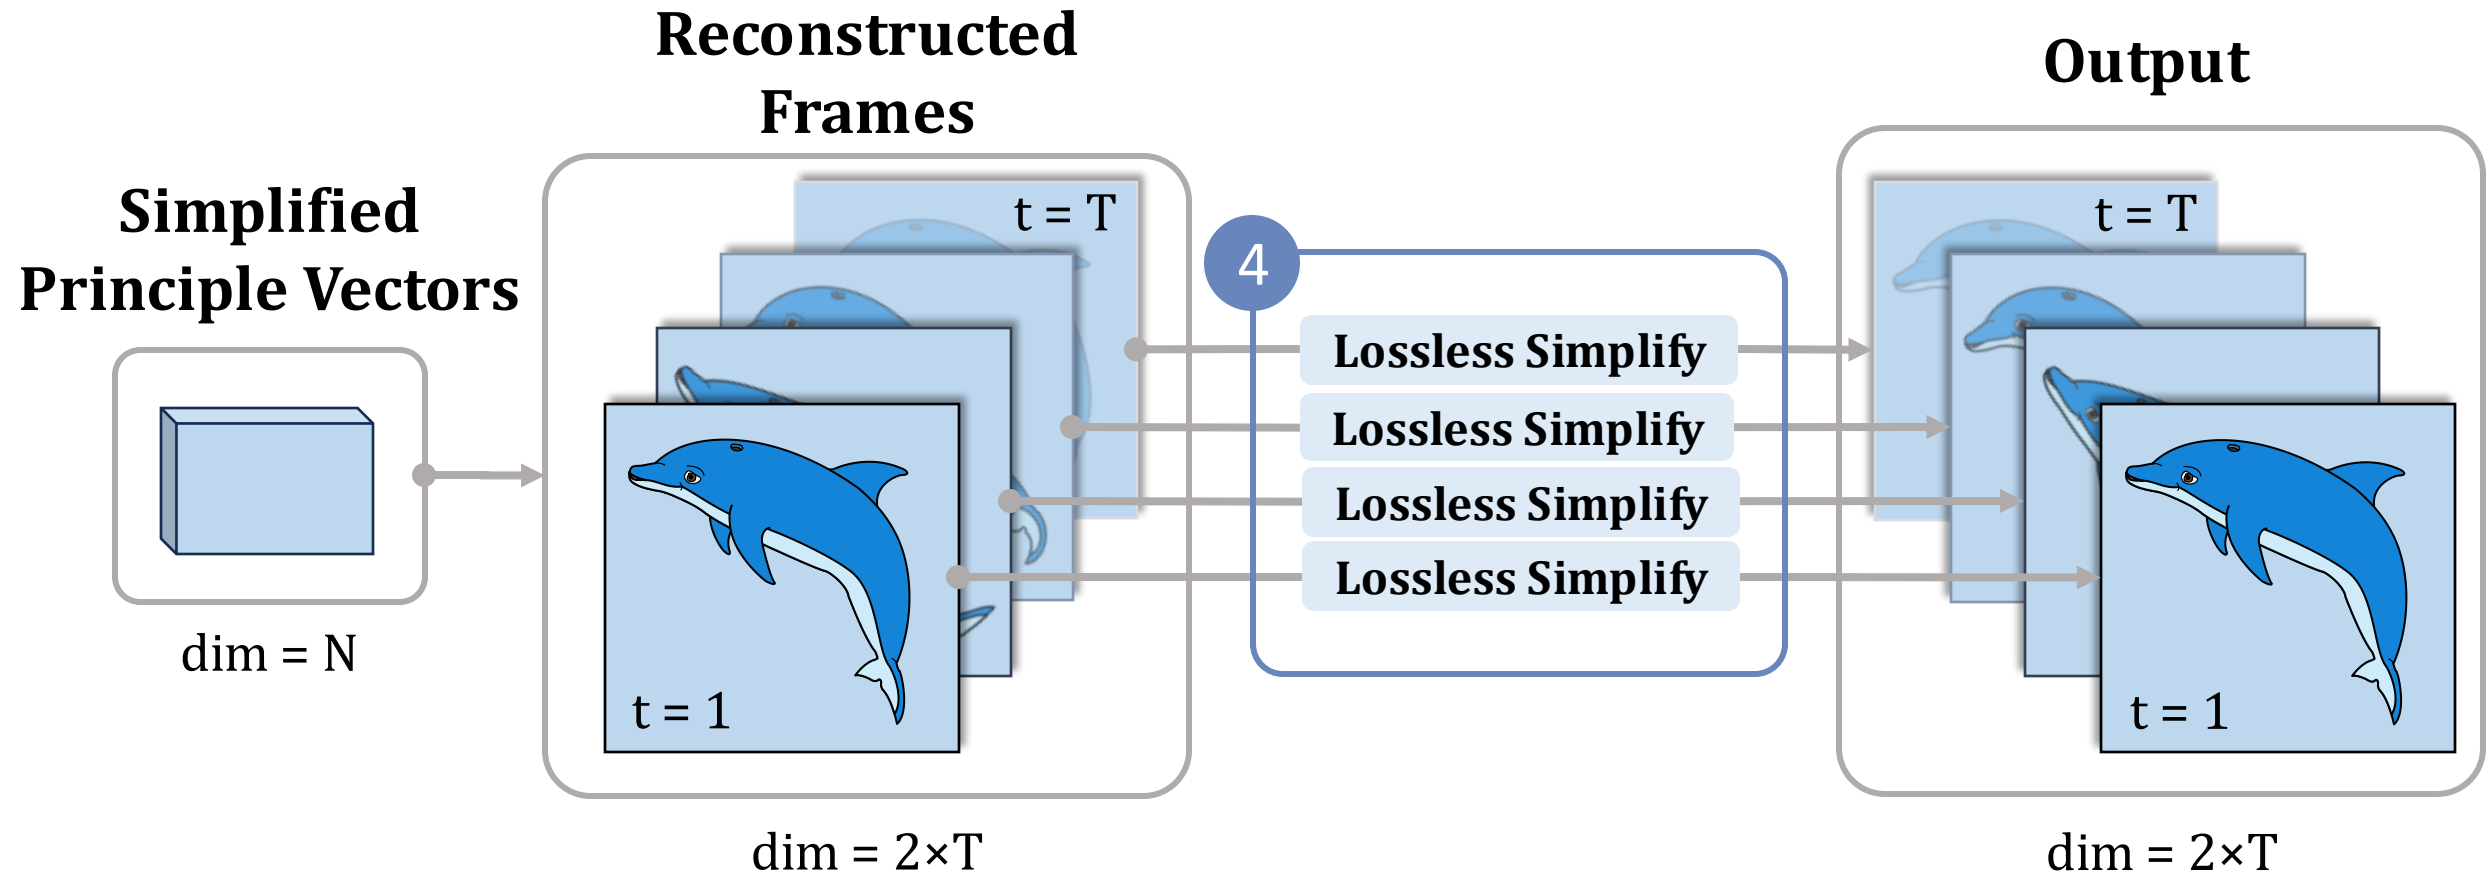 Simplified
Principle Vectors
dim = N
Reconstructed
Frames
t = T
t = 1
dim = 2×T
4
Lossless Simplify
Lossless Simplify
Lossless Simplify
Lossless Simplify
Output
t = T
t = 1
dim = 2×T